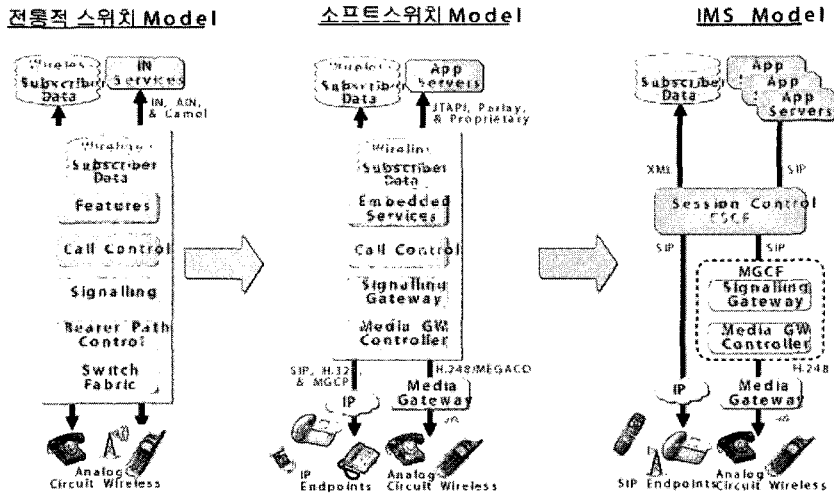 전통적 스위치 Model
Wireless
Subscriber
Data
IN
Services
IN, AIN,
& Camel
Wireline
Subscriber
Data
Features
Call Control
Signalling
Bearer Path
Control
Switch
Fabric
Analog
Circuit Wireless
소프트스위치 Model
Wireless
Subscriber
Data
App
Servers
JTAPI, Parlay,
& Proprietary
Wireline
Subscriber
Data
Embedded
Services
Call Control
Signalling
Gateway
Media GW
Controller
SIP, H.32
& MGCP
H.248/MEGACO
IP
Media
Gateway
IP
Endpoints
Analog
Circuit Wireless
IMS Model
Subscriber
Data
App
App
App
Servers
XML
SIP
Session Control
CSCF
SIP
SIP
MGCF
Signalling
Gateway
Media GW
Controller
H.248
IP
Media
Gateway
SIP Endpoints
Analog
Circuit Wireless